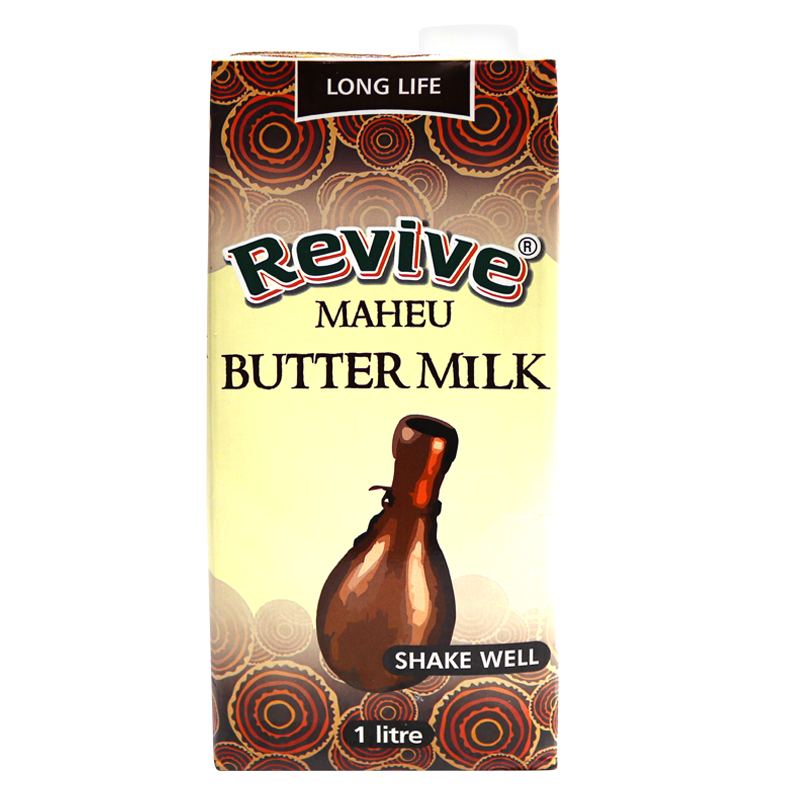 LONG LIFE
Revive®
MAHEU
BUTTER MILK
SHAKE WELL
1 litre